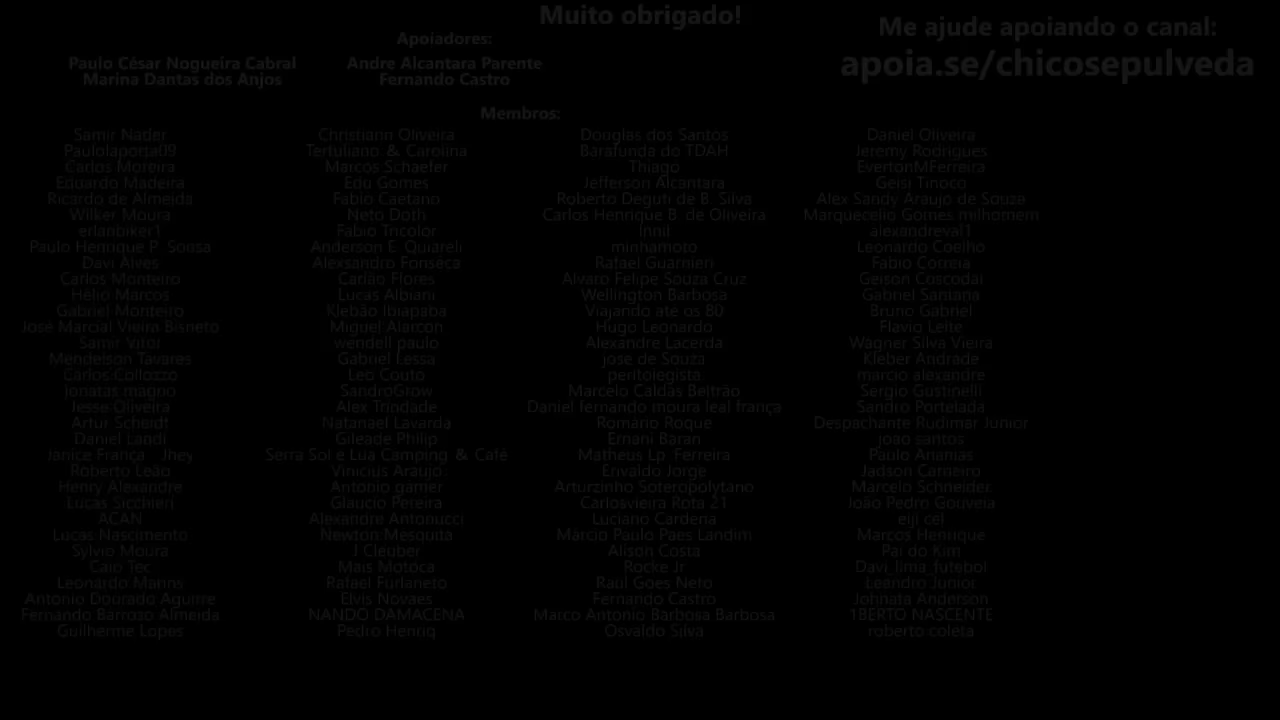 Muito obrigado!
Me ajude apoiando o canal:
apoia.se/chicosepulveda
Apoiadores:
Paulo César Nogueira Cabral
Marina Dantas dos Anjos
Andre Alcantara Parente
Fernando Castro
Membros:
Samir Nader
Paulolaporta09
Carlos Moreira
Eduardo Madeira
Ricardo de Almeida
Wilker Moura
erlanbiker1
Paulo Henrique P. Sousa
Davi Alves
Carlos Monteiro
Hélio Marcos
Gabriel Monteiro
José Marcial Vieira Bisneto
Samir Vitor
Mendelson Tavares
Carlos Collozzo
jonatas magno
Jesse Oliveira
Artur Scheidt
Daniel Landi
Janice França _Jhey_
Roberto Leão
Henry Alexandre
Lucas Siccheri
ACAN
Lucas Nascimento
Sylvio Moura
Caio Tec
Leonardo Marins
Antonio Dourado Aguirre
Fernando Barrozo Almeida
Guilherme Lopes
Christiann Oliveira
Tertuliano & Carolina
Marcos Schaefer
Edu Gomes
Fabio Caetano
Neto Doth
Fábio Tricolor
Anderson E. Quiareli
Alexsandro Fonseca
Carlão Flores
Lucas Albiani
Klebão Ibiapaba
Miguel Alarcon
wendell paulo
Gabriel Lessa
Leo Couto
SandroGrow
Alex Trindade
Natanael Lavarda
Gileade Philip
Serra Sol e Lua Camping & Café
Vinicius Araujo
Antonio gamer
Glaucio Pereira
Alexandre Antonucci
Newton Mesquita
J Cleuber
Mais Motoca
Rafael Furlaneto
Elvis Novaes
NANDO DAMACENA
Pedro Henriq
Douglas dos Santos
Barafunda do TDAH
Thiago
Jefferson Alcantara
Roberto Deguti de B. Silva
Carlos Henrique B. de Oliveira
minhamoto
Rafael Guarnieri
Alvaro Felipe Souza Cruz
Wellington Barbosa
Viajando até os 80
Hugo Leonardo
Alexandre Lacerda
jose de Souza
peritolegista
Marcelo Caldas Beltrão
Daniel fernando moura leal frança
Romario Roque
Ernani Baran
Matheus Lp. Ferreira
Erivaldo Jorge
Arturzinho Soteropolytano
Carlosvieira Rota 21
Luciano Cardena
Márcio Paulo Paes Landim
Alison Costa
Rocke Jr
Raul Goes Neto
Fernando Castro
Marco Antonio Barbosa Barbosa
Osvaldo Silva
Daniel Oliveira
Jeremy Rodrigues
EvertonMFerreira
Geisi Tinoco
Alex Sandy Araujo de Souza
Marquecelio Gomes milhomem
alexandreval1
Leonardo Coelho
Fabio Correia
Gerson Coscodai
Gabriel Santana
Bruno Gabriel
Flavio Leite
Wagner Silva Vieira
Kleber Andrade
marcio alexandre
Sergio Gostinelli
Sandro Portelada
Despachante Rudimar Junior
joao santos
Paulo Ananias
Jadson Carneiro
Marcelo Schneider
João Pedro Gouveia
eiji cel
Marcos Henrique
Pai do Kim
Davi_lima_futebol
Leandro Junior
Johnata Anderson
1BERTO NASCENTE
roberto coleta